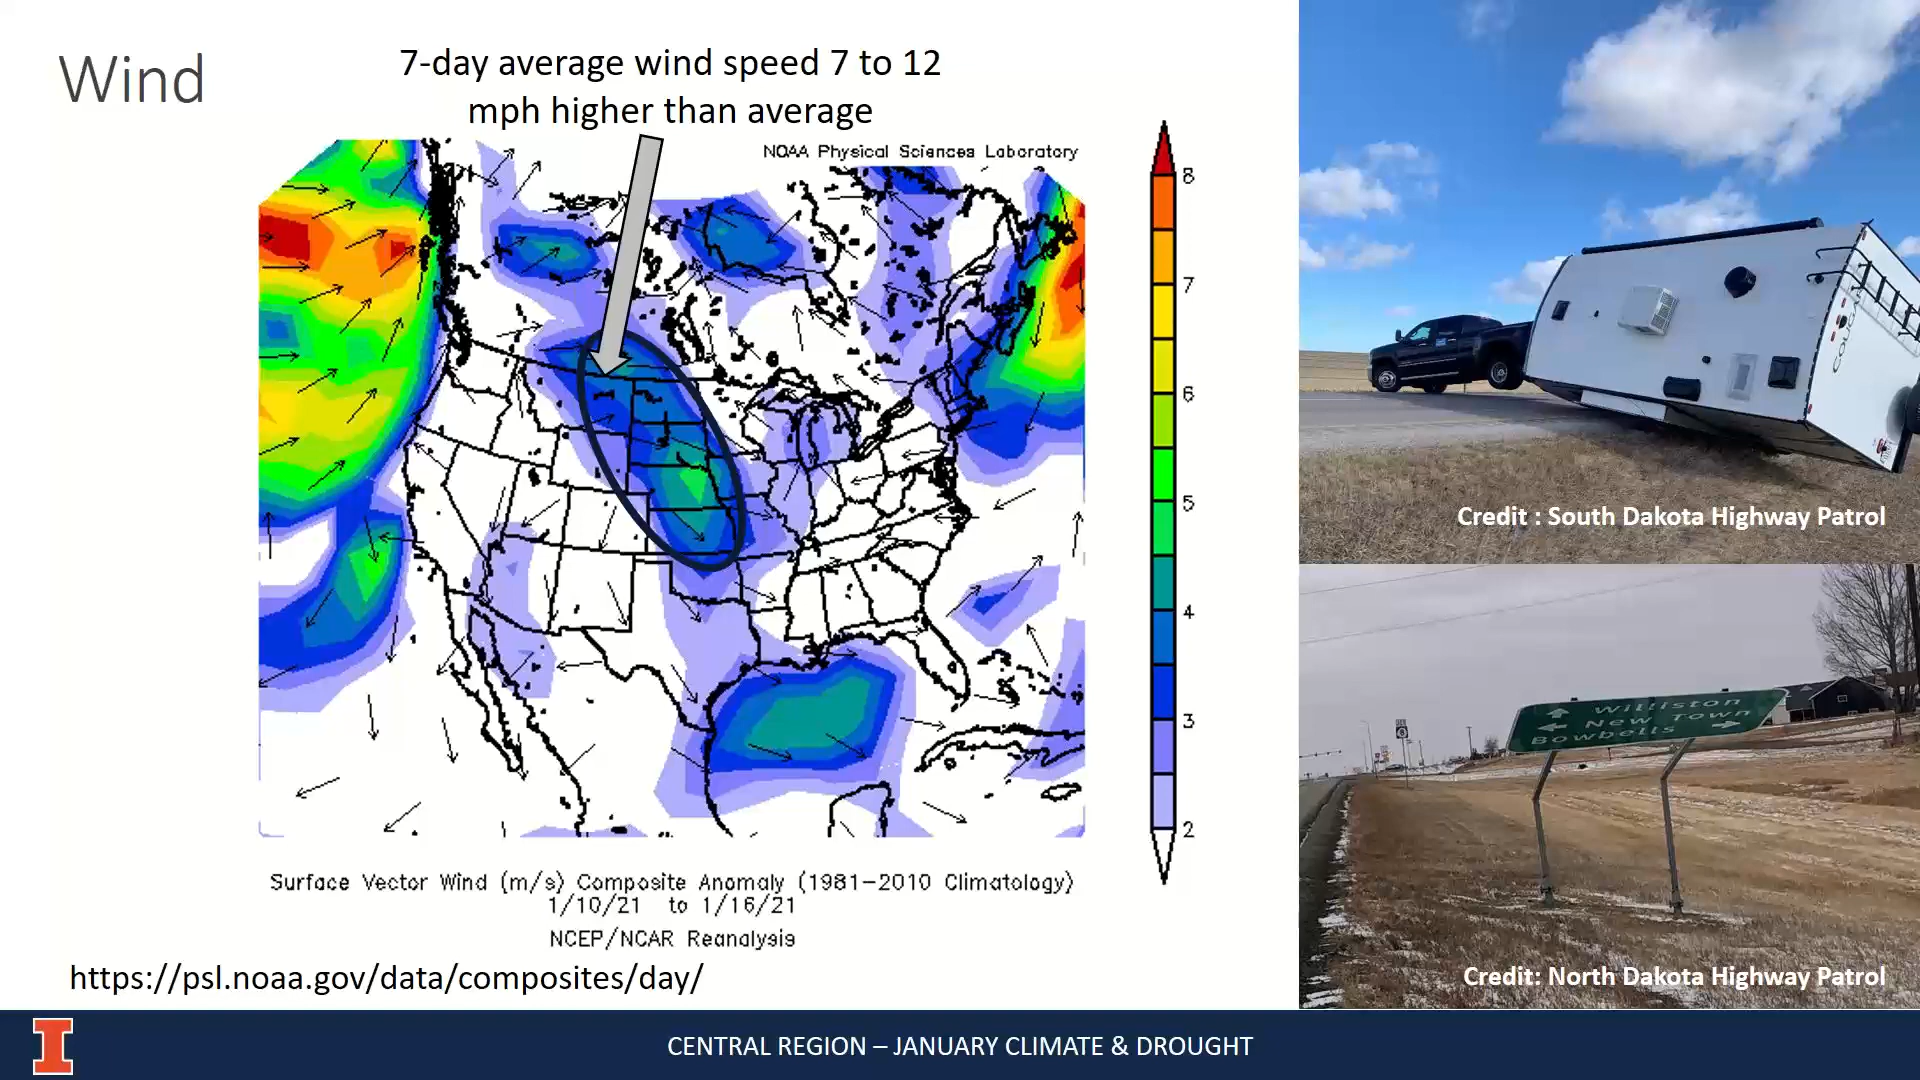 Wind
7-day average wind speed 7 to 12
mph higher than average
NOAA Physical Sciences Laboratory
8
7
6
5
4
3
2
Surface Vector Wind (m/s) Composite Anomaly (1981-2010 Climatology)
1/10/21 to 1/16/21
NCEP/NCAR Reanalysis
https://psl.noaa.gov/data/composites/day/
Credit : South Dakota Highway Patrol
Williston
New Town
Bowbells
Credit: North Dakota Highway Patrol
I
CENTRAL REGION – JANUARY CLIMATE & DROUGHT